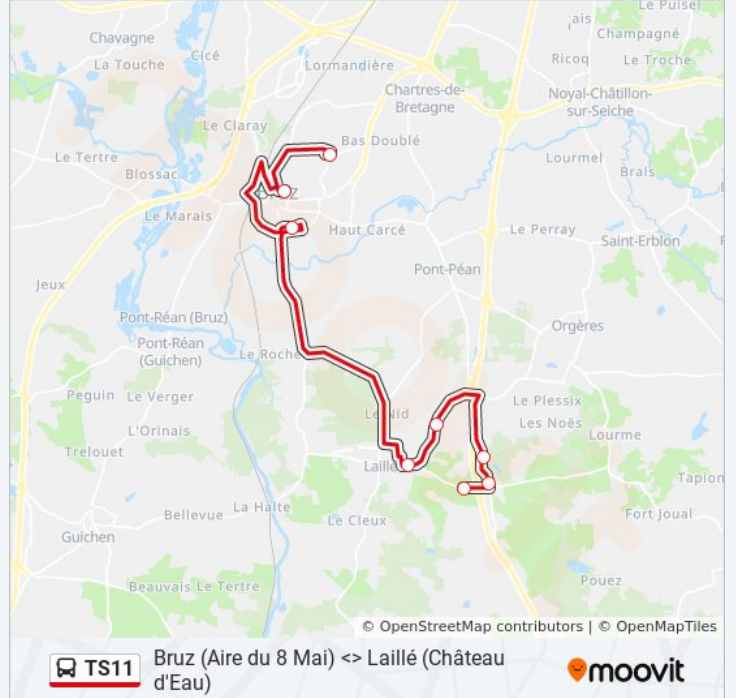 Le Puisel
Chavagne
Champagné
Cicé
La Touche
Lormandière
Ricoq
Le Troche
Chartres-de-
Bretagne
Noyal-Châtillon-
sur-Seiche
Le Claray
Bas Doublé
Le Tertre
Lourmel
Blossac
Brais
Le Marais
Haut Carcé
Le Perray
Saint-Erblon
Pont-Péan
Jeux
Pont-Réan (Bruz)
Orgères
Pont-Réan
(Guichen)
Le Roche
Peguin
Le Verger
Le Plessix
Le Nid
Les Noës
L'Orinais
Lourme
Trelouet
Laillé
Tapion
Bellevue
La Halte
Fort Joual
Le Cleux
Guichen
Pouez
Beauvais
Le Tertre
© OpenStreetMap contributors | © OpenMapTiles
TS11
Bruz (Aire du 8 Mai) <> Laillé (Château
d'Eau)
moovit